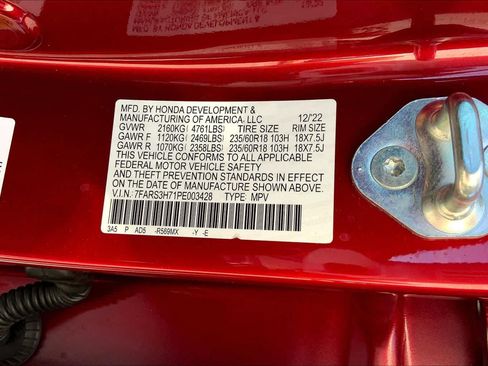 MFD. BY HONDA DEVELOPMENT &
MANUFACTURING OF AMERICA, LLC 12/'22
GVWR 2160KG( 4761LBS) TIRE SIZE RIM SIZE
GAWR F 1120KG( 2469LBS) 235/60R18 103H 18X7.5J
GAWR R 1070KG( 2358LBS) 235/60R18 103H 18X7.5J
THIS VEHICLE CONFORMS TO ALL APPLICABLE
FEDERAL MOTOR VEHICLE SAFETY
AND THEFT PREVENTION STANDARDS IN EFFECT
ON THE DATE OF MANUFACTURE SHOWN ABOVE.
V.I.N.: 7FARS3H71PE003428 TYPE: MPV
3A5 P AD5 -R569MX -Y -E